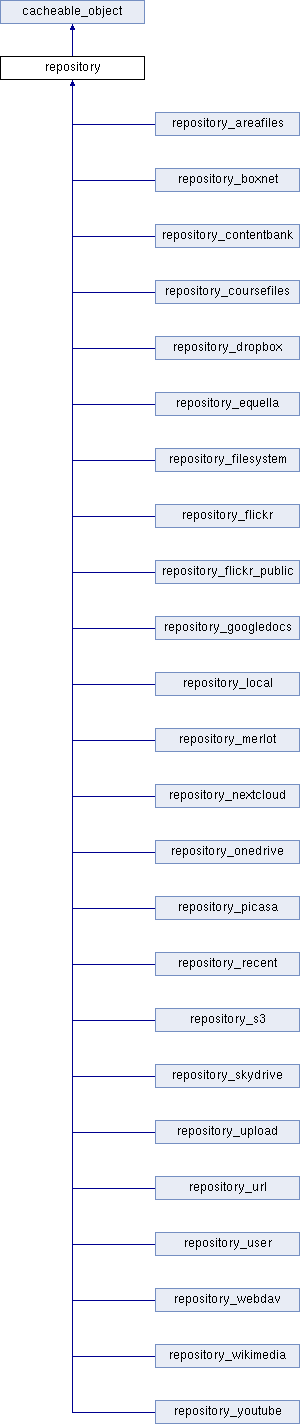 cacheable_object
repository
repository_areafiles
repository_boxnet
repository_contentbank
repository_coursefiles
repository_dropbox
repository_equella
repository_filesystem
repository_flickr
repository_flickr_public
repository_googledocs
repository_local
repository_merlot
repository_nextcloud
repository_onedrive
repository_picasa
repository_recent
repository_s3
repository_skydrive
repository_upload
repository_url
repository_user
repository_webdav
repository_wikimedia
repository_youtube